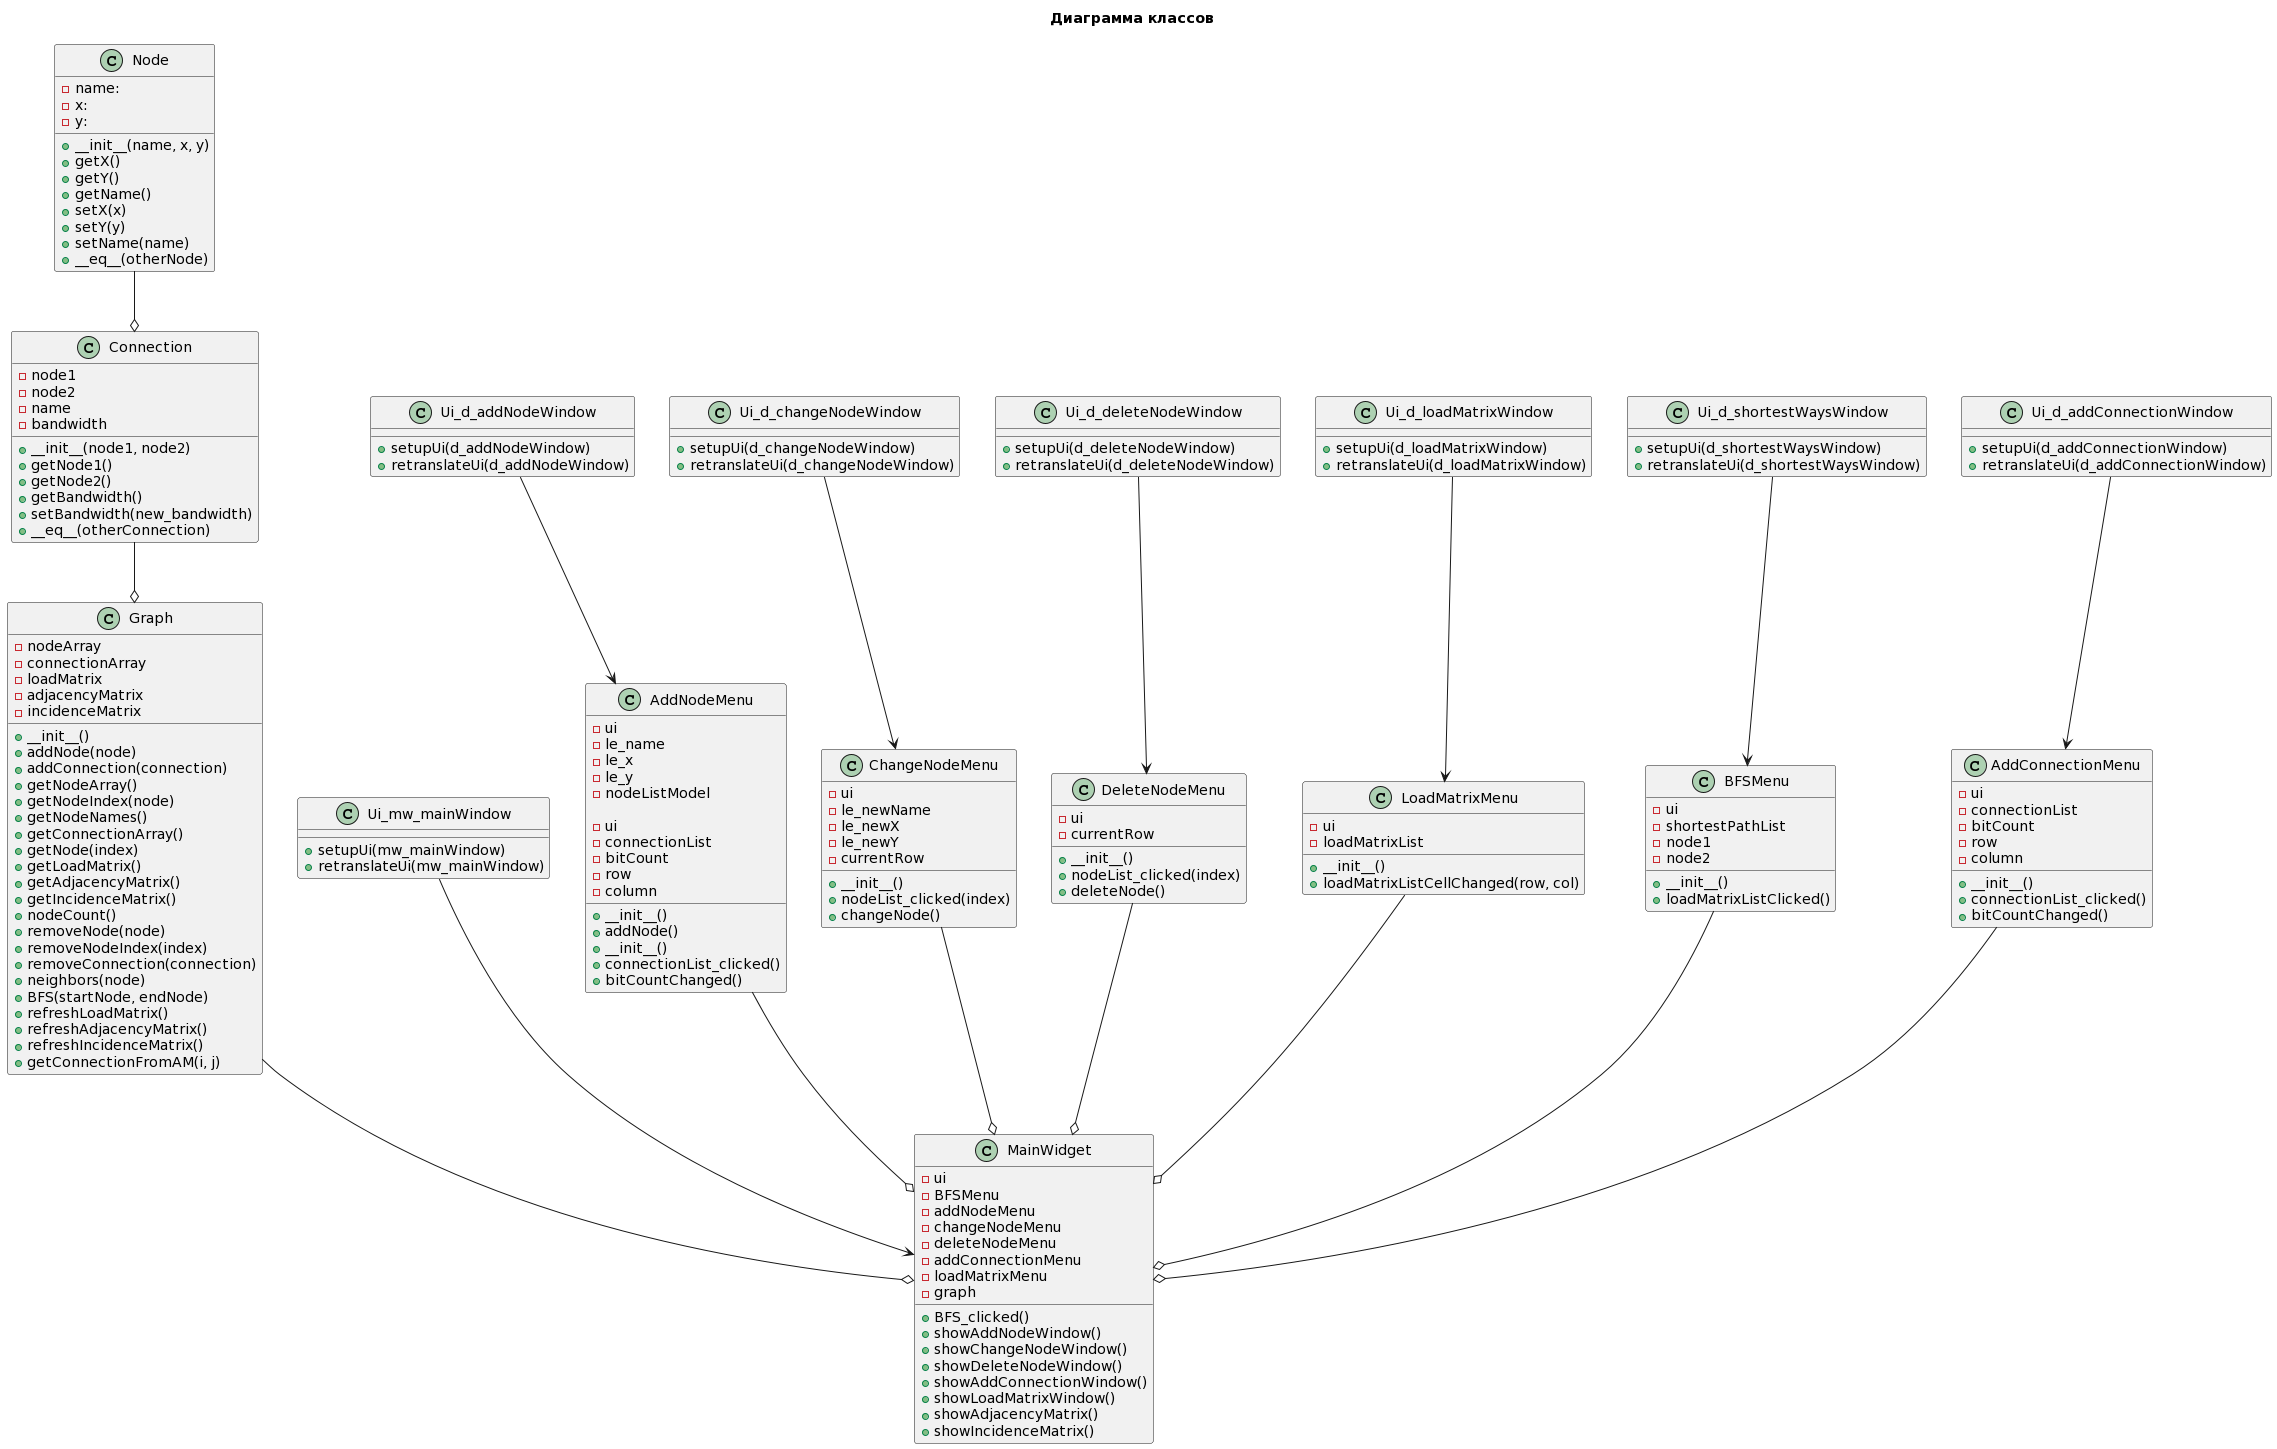 Диаграмма классов
C Node
name:
x:
y:
__init__(name, x, y)
getX()
getY()
getName()
setX(x)
setY(y)
setName(name)
__eq__(otherNode)
C Connection
node1
node2
name
bandwidth
__init__(node1, node2)
getNode1()
getNode2()
getBandwidth()
setBandwidth(new_bandwidth)
__eq__(otherConnection)
C Ui_d_addNodeWindow
setupUi(d_addNodeWindow)
retranslateUi(d_addNodeWindow)
C Ui_d_changeNodeWindow
setupUi(d_changeNodeWindow)
retranslateUi(d_changeNodeWindow)
C Ui_d_deleteNodeWindow
setupUi(d_deleteNodeWindow)
retranslateUi(d_deleteNodeWindow)
C Ui_d_loadMatrixWindow
setupUi(d_loadMatrixWindow)
retranslateUi(d_loadMatrixWindow)
C Ui_d_shortestWaysWindow
setupUi(d_shortestWaysWindow)
retranslateUi(d_shortestWaysWindow)
C Ui_d_addConnectionWindow
setupUi(d_addConnectionWindow)
retranslateUi(d_addConnectionWindow)
C Graph
nodeArray
connectionArray
loadMatrix
adjacencyMatrix
incidenceMatrix
__init__()
addNode(node)
addConnection(connection)
getNodeArray()
getNodeIndex(node)
getNodeNames()
getConnectionArray()
getNode(index)
getLoadMatrix()
getAdjacencyMatrix()
getIncidenceMatrix()
nodeCount()
removeNode(node)
removeNodeIndex(index)
removeConnection(connection)
neighbors(node)
BFS(startNode, endNode)
refreshLoadMatrix()
refreshAdjacencyMatrix()
refreshIncidenceMatrix()
getConnectionFromAM(i, j)
C Ui_mw_mainWindow
setupUi(mw_mainWindow)
retranslateUi(mw_mainWindow)
C AddNodeMenu
ui
le_name
le_x
le_y
nodeListModel
ui
connectionList
bitCount
row
column
__init__()
addNode()
__init__()
connectionList_clicked()
bitCountChanged()
C ChangeNodeMenu
ui
le_newName
le_newX
le_newY
currentRow
__init__()
nodeList_clicked(index)
changeNode()
C DeleteNodeMenu
ui
currentRow
__init__()
nodeList_clicked(index)
deleteNode()
C LoadMatrixMenu
ui
loadMatrixList
__init__()
loadMatrixListCellChanged(row, col)
C BFSMenu
ui
shortestPathList
node1
node2
__init__()
loadMatrixListClicked()
C AddConnectionMenu
ui
connectionList
bitCount
row
column
__init__()
connectionList_clicked()
bitCountChanged()
C MainWidget
ui
BFSMenu
addNodeMenu
changeNodeMenu
deleteNodeMenu
addConnectionMenu
loadMatrixMenu
graph
BFS_clicked()
showAddNodeWindow()
showChangeNodeWindow()
showDeleteNodeWindow()
showAddConnectionWindow()
showLoadMatrixWindow()
showAdjacencyMatrix()
showIncidenceMatrix()